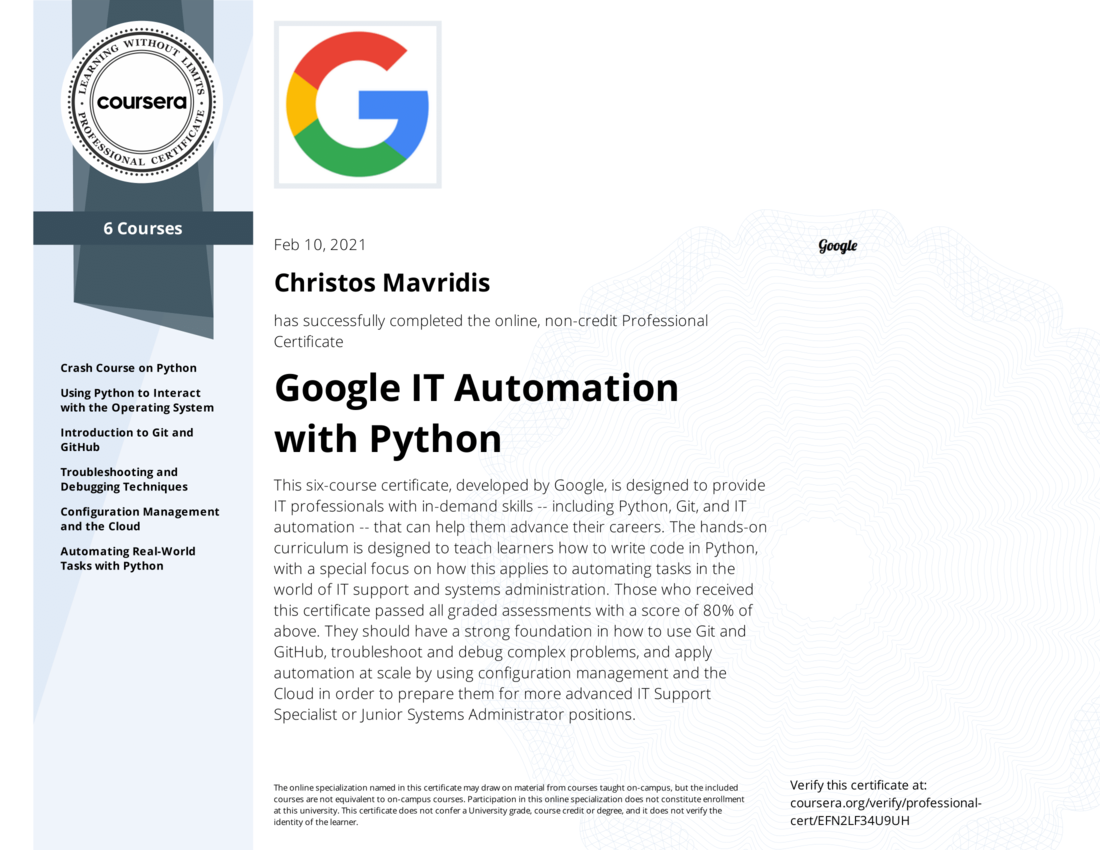 LEARNING WITHOUT LIMITS
coursera
PROFESSIONAL CERTIFICATE
6 Courses
Crash Course on Python
Using Python to Interact
with the Operating System
Introduction to Git and
GitHub
Troubleshooting and
Debugging Techniques
Configuration Management
and the Cloud
Automating Real-World
Tasks with Python
Feb 10, 2021
Google
Christos Mavridis
has successfully completed the online, non-credit Professional
Certificate
Google IT Automation
with Python
This six-course certificate, developed by Google, is designed to provide
IT professionals with in-demand skills -- including Python, Git, and IT
automation -- that can help them advance their careers. The hands-on
curriculum is designed to teach learners how to write code in Python,
with a special focus on how this applies to automating tasks in the
world of IT support and systems administration. Those who received
this certificate passed all graded assessments with a score of 80% of
above. They should have a strong foundation in how to use Git and
GitHub, troubleshoot and debug complex problems, and apply
automation at scale by using configuration management and the
Cloud in order to prepare them for more advanced IT Support
Specialist or Junior Systems Administrator positions.
The online specialization named in this certificate may draw on material from courses taught on-campus, but the included
courses are not equivalent to on-campus courses. Participation in this online specialization does not constitute enrollment
at this university. This certificate does not confer a University grade, course credit or degree, and it does not verify the
identity of the learner.
Verify this certificate at:
coursera.org/verify/professional-
cert/EFN2LF34U9UH